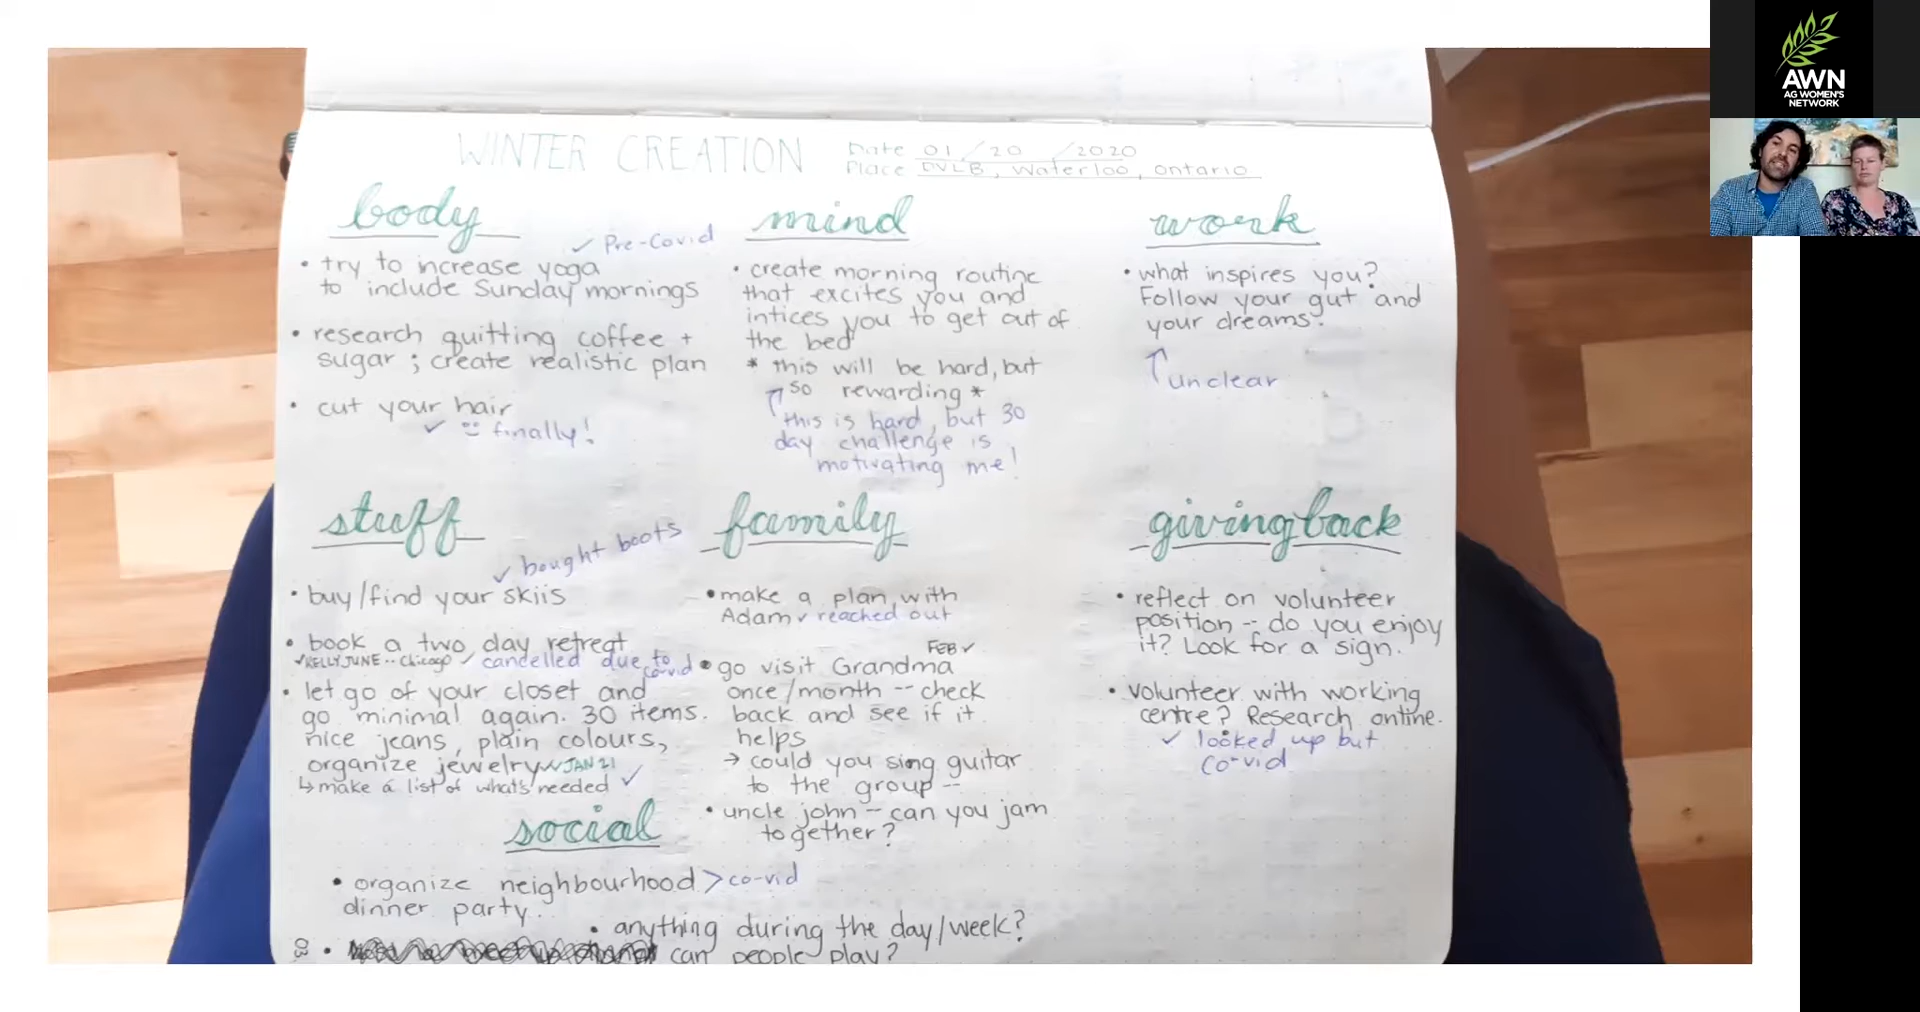 WINTER CREATION
Date 01/20/2020
Place DVLB, Waterloo, Ontario
body
✓ Pre-Covid
• try to increase yoga
to include Sunday mornings
• research quitting coffee +
sugar; create realistic plan
• cut your hair
✓ finally!
mind
• create morning routine
that excites you and
intices you to get out of
the bed
* this will be hard, but
so rewarding *
this is hard, but 30
day challenge is
motivating me!
work
• what inspires you?
Follow your gut and
your dreams.
↑ unclear
stuff
✓ bought boots
• buy/find your skiis
• book a two day retreat
✓ KELLY JUNE -- Chicago ✓ cancelled due to
covid
• let go of your closet and
go minimal again. 30 items.
nice jeans, plain colours,
organize jewelry JAN 21
↳ make a list of what's needed ✓
family
• make a plan with
Adam ✓ reached out
FEB ✓
• go visit Grandma
once/month -- check
back and see if it
helps
→ could you sing guitar
to the group --
• uncle john -- can you jam
together?
giving back
• reflect on volunteer
position -- do you enjoy
it? Look for a sign.
• volunteer with working
centre? Research online.
✓ looked up but
co-vid
social
• organize neighbourhood > co-vid
dinner party.
• anything during the day/week?
can people play?
AWN
AG WOMEN'S
NETWORK